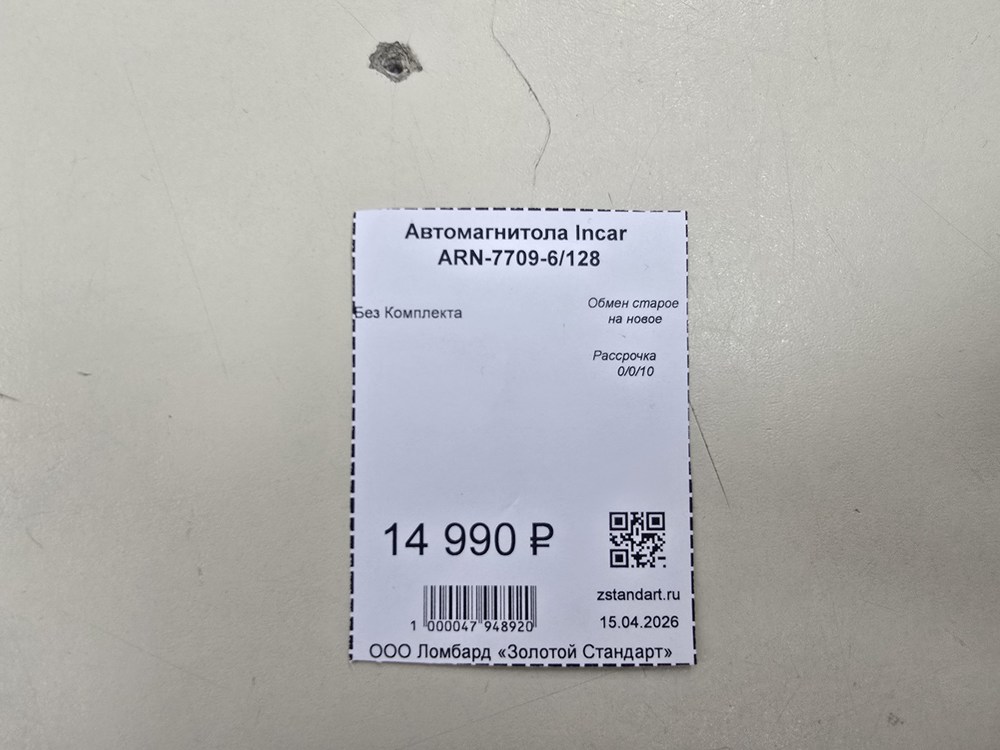 Автомагнитола Incar
ARN-7709-6/128
Без Комплекта
Обмен старое
на новое
Рассрочка
0/0/10
14 990 ₽
zstandart.ru
1 000047 948920
15.04.2026
ООО Ломбард «Золотой Стандарт»